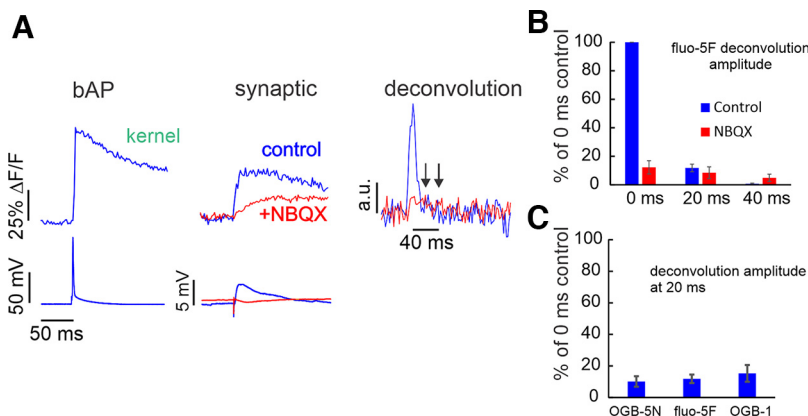 A
bAP
synaptic
deconvolution
kernel
control
+NBQX
25% ΔF/F
a.u.
40 ms
50 mV
5 mV
50 ms
B
fluo-5F deconvolution
amplitude
% of 0 ms control
100
80
60
40
20
0
Control
NBQX
0 ms
20 ms
40 ms
C
deconvolution amplitude
at 20 ms
% of 0 ms control
100
80
60
40
20
0
OGB-5N
fluo-5F
OGB-1